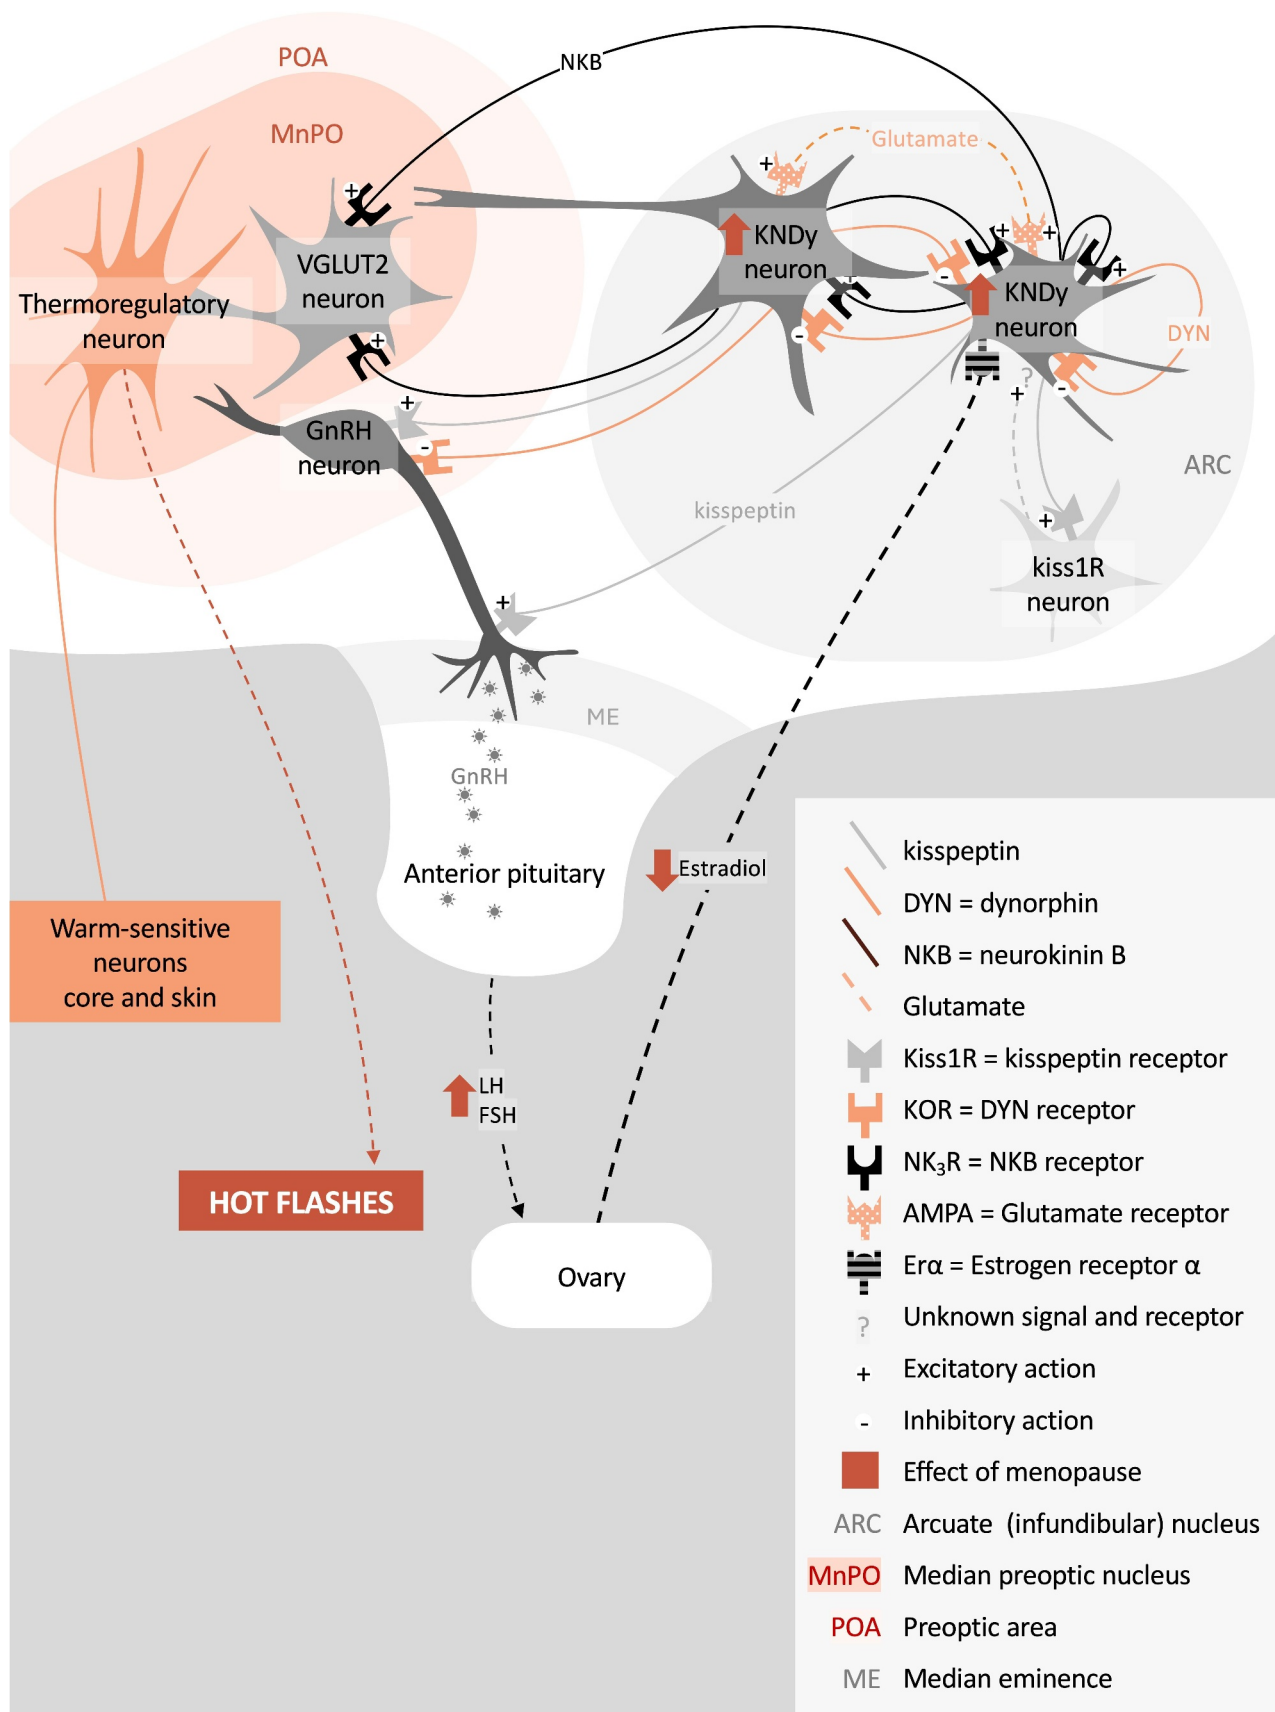 POA
NKB
MnPO
Glutamate
+
+
KNDy
neuron
+
+
+
VGLUT2
neuron
-
KNDy
neuron
Thermoregulatory
neuron
+
-
DYN
?
+
-
+
GnRH
neuron
-
ARC
kisspeptin
+
kiss1R
neuron
+
ME
GnRH
Anterior pituitary
Estradiol
Warm-sensitive
neurons
core and skin
LH
FSH
HOT FLASHES
Ovary
kisspeptin
DYN = dynorphin
NKB = neurokinin B
Glutamate
Kiss1R = kisspeptin receptor
KOR = DYN receptor
NK₃R = NKB receptor
AMPA = Glutamate receptor
Erα = Estrogen receptor α
? Unknown signal and receptor
+ Excitatory action
- Inhibitory action
Effect of menopause
ARC Arcuate (infundibular) nucleus
MnPO Median preoptic nucleus
POA Preoptic area
ME Median eminence